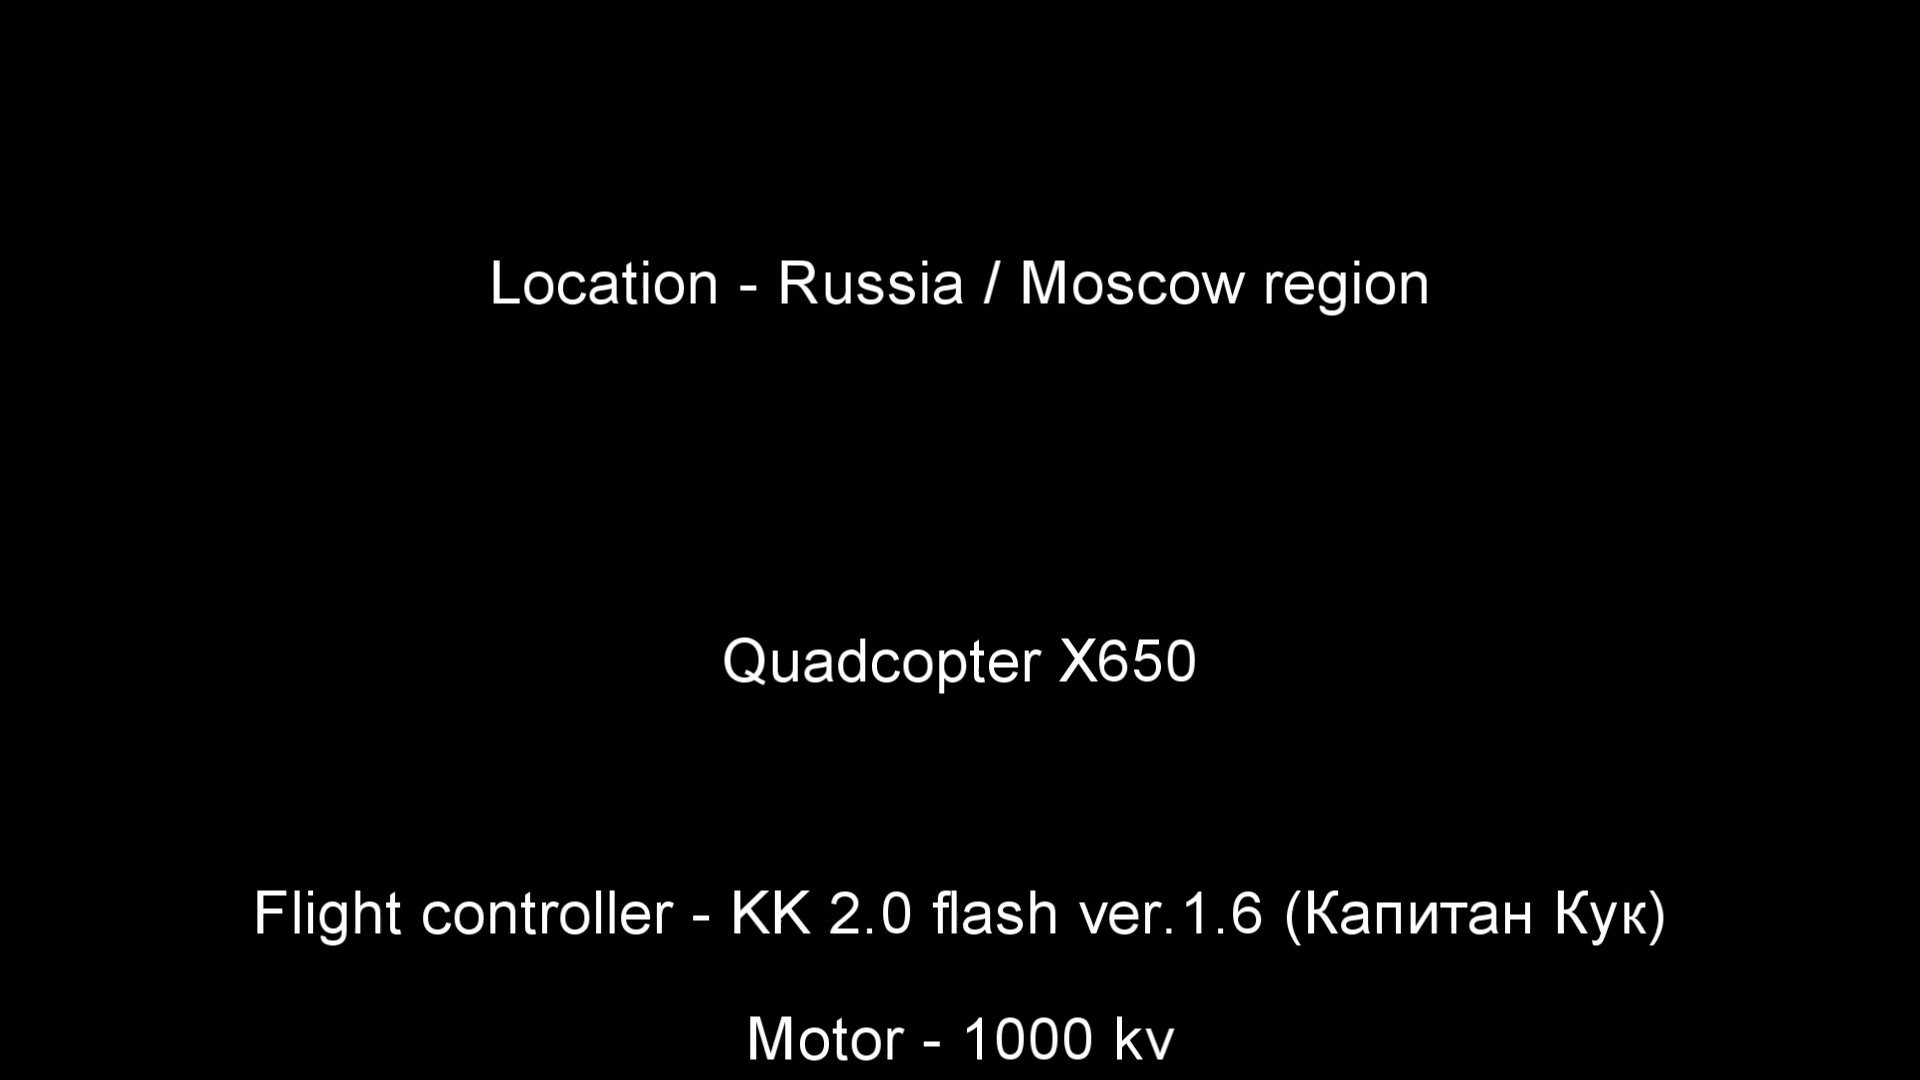 Location - Russia / Moscow region
Quadcopter X650
Flight controller - KK 2.0 flash ver.1.6 (Капитан Кук)
Motor - 1000 kv